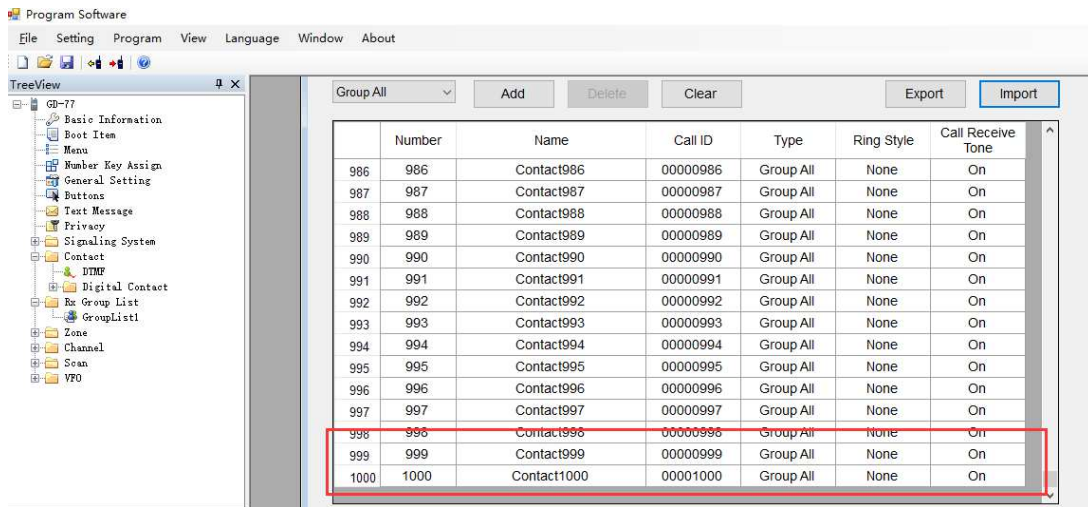 Program Software
File Setting Program View Language Window About
TreeView
GD-77
Basic Information
Boot Item
Menu
Number Key Assign
General Setting
Buttons
Text Message
Privacy
Signaling System
Contact
DTMF
Digital Contact
Rx Group List
GroupList1
Zone
Channel
Scan
VFO
Group All Add Delete Clear Export Import
Number Name Call ID Type Ring Style Call Receive Tone
986 986 Contact986 00000986 Group All None On
987 987 Contact987 00000987 Group All None On
988 988 Contact988 00000988 Group All None On
989 989 Contact989 00000989 Group All None On
990 990 Contact990 00000990 Group All None On
991 991 Contact991 00000991 Group All None On
992 992 Contact992 00000992 Group All None On
993 993 Contact993 00000993 Group All None On
994 994 Contact994 00000994 Group All None On
995 995 Contact995 00000995 Group All None On
996 996 Contact996 00000996 Group All None On
997 997 Contact997 00000997 Group All None On
998 998 Contact998 00000998 Group All None On
999 999 Contact999 00000999 Group All None On
1000 1000 Contact1000 00001000 Group All None On